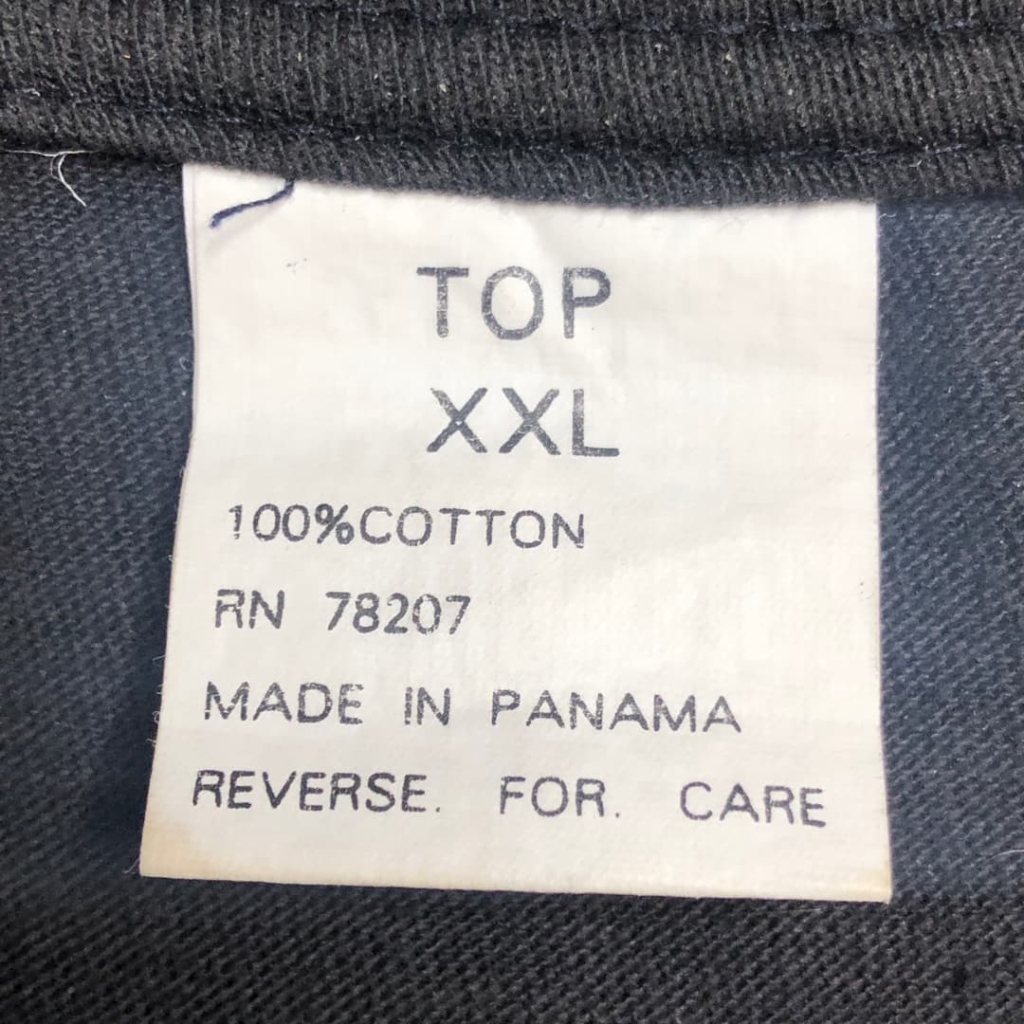 TOP
XXL
100%COTTON
RN 78207
MADE IN PANAMA
REVERSE. FOR. CARE